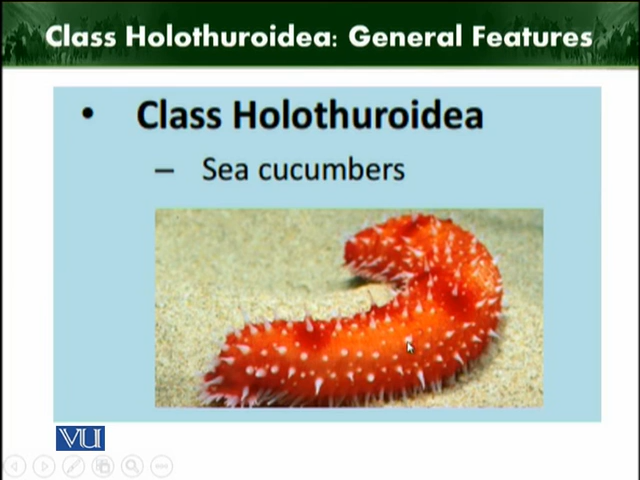 Class Holothuroidea: General Features
• Class Holothuroidea
– Sea cucumbers
VU